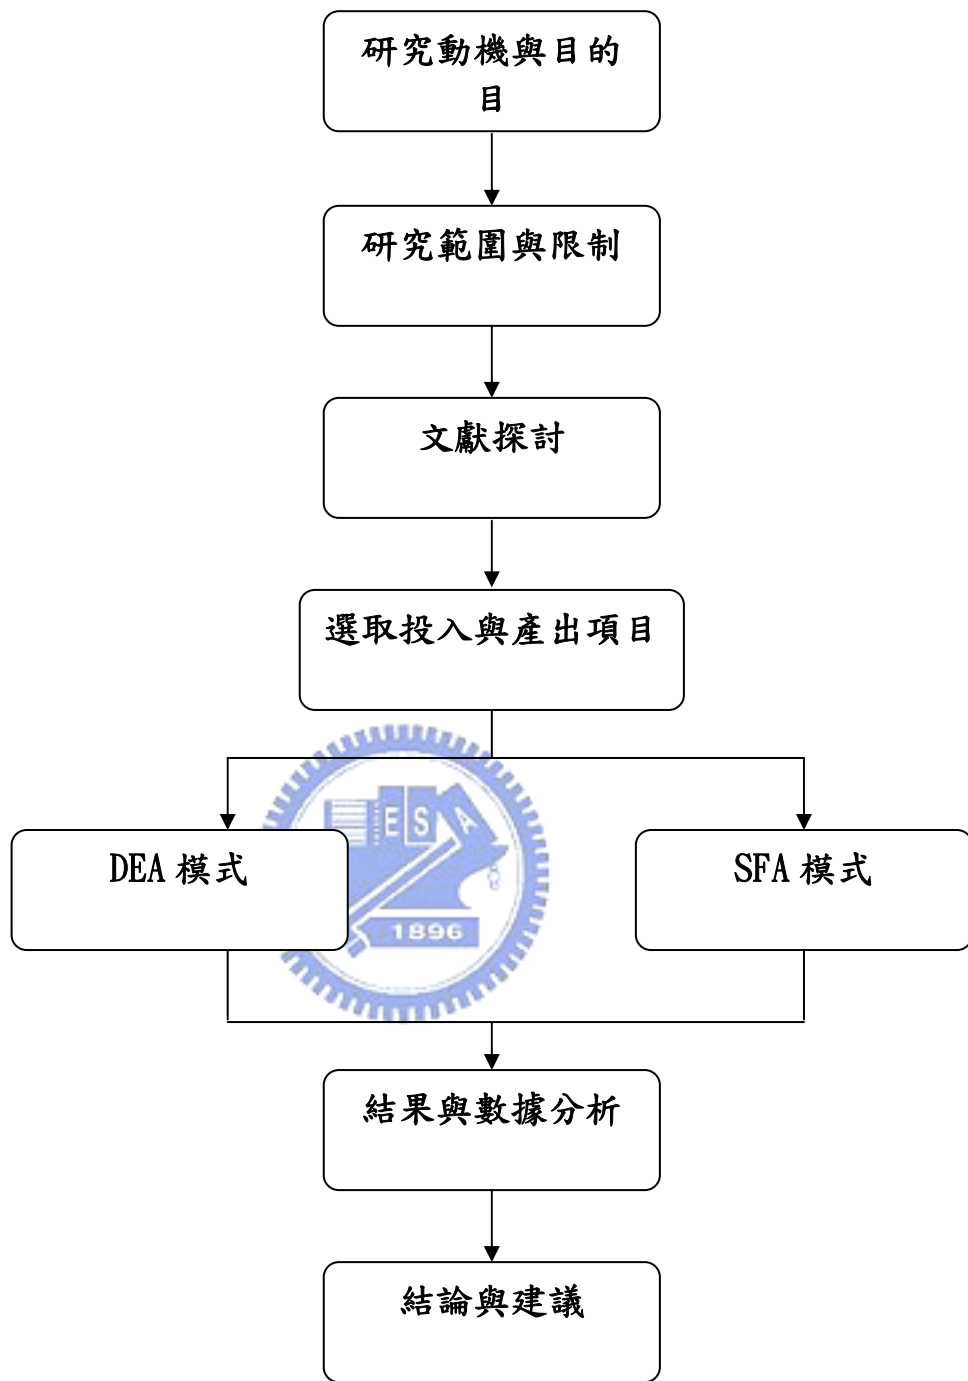 研究動機與目的
目
研究範圍與限制
文獻探討
選取投入與產出項目
ESA
DEA 模式
SFA 模式
1896
結果與數據分析
結論與建議